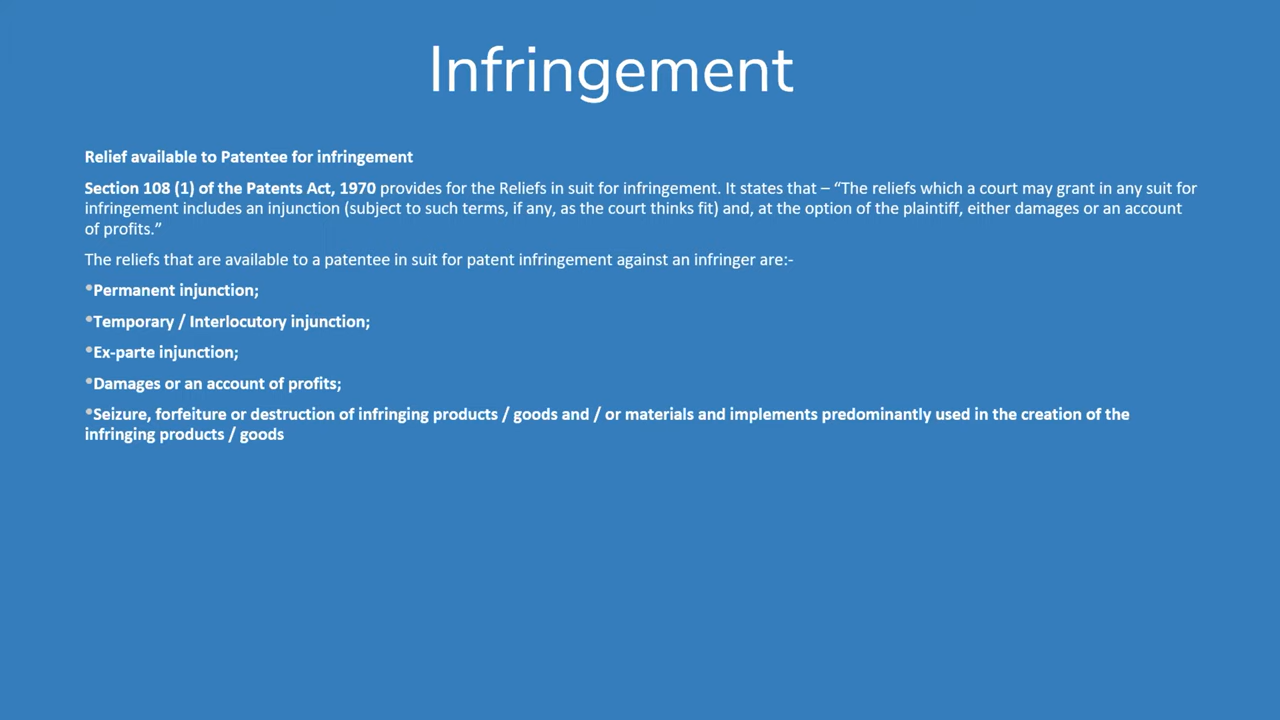 Infringement
Relief available to Patentee for infringement
Section 108 (1) of the Patents Act, 1970 provides for the Reliefs in suit for infringement. It states that – “The reliefs which a court may grant in any suit for
infringement includes an injunction (subject to such terms, if any, as the court thinks fit) and, at the option of the plaintiff, either damages or an account
of profits.”
The reliefs that are available to a patentee in suit for patent infringement against an infringer are:-
•Permanent injunction;
•Temporary / Interlocutory injunction;
•Ex-parte injunction;
•Damages or an account of profits;
•Seizure, forfeiture or destruction of infringing products / goods and / or materials and implements predominantly used in the creation of the
infringing products / goods